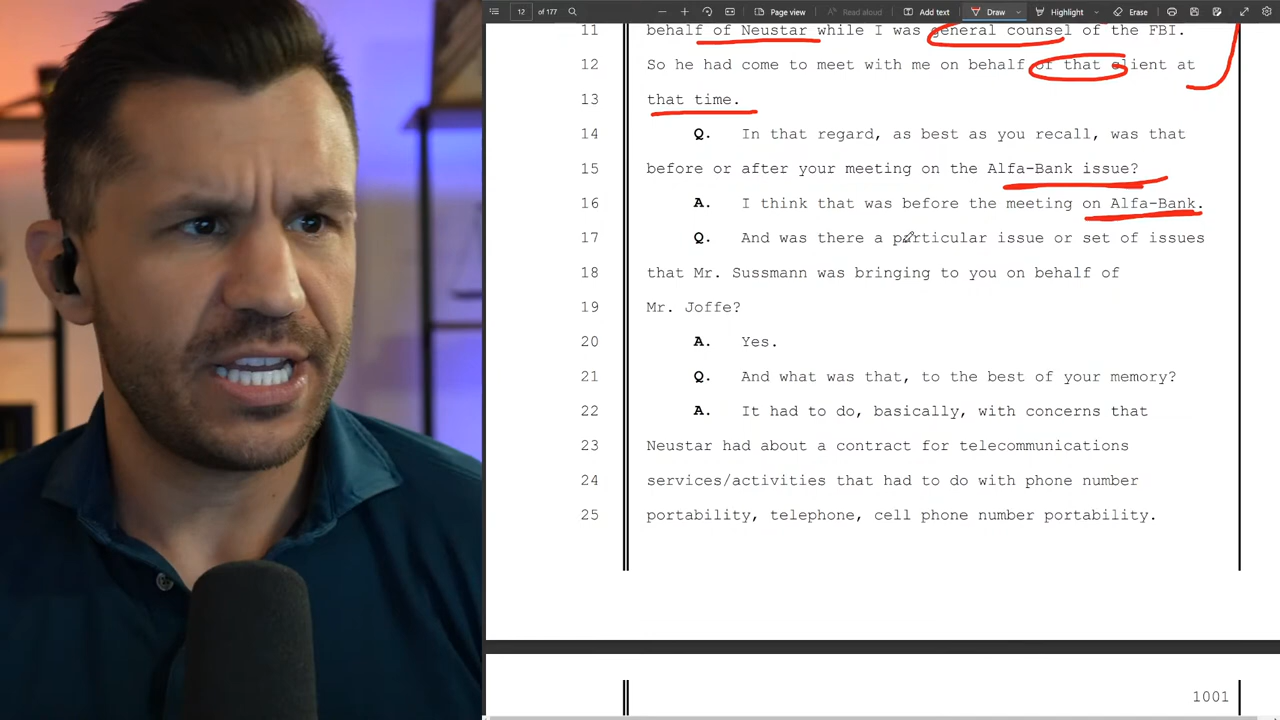 12 of 177 Page view Read aloud Add text Draw Highlight Erase
11 behalf of Neustar while I was general counsel of the FBI.
12 So he had come to meet with me on behalf of that client at
13 that time.
14 Q. In that regard, as best as you recall, was that
15 before or after your meeting on the Alfa-Bank issue?
16 A. I think that was before the meeting on Alfa-Bank.
17 Q. And was there a particular issue or set of issues
18 that Mr. Sussmann was bringing to you on behalf of
19 Mr. Joffe?
20 A. Yes.
21 Q. And what was that, to the best of your memory?
22 A. It had to do, basically, with concerns that
23 Neustar had about a contract for telecommunications
24 services/activities that had to do with phone number
25 portability, telephone, cell phone number portability.
1001